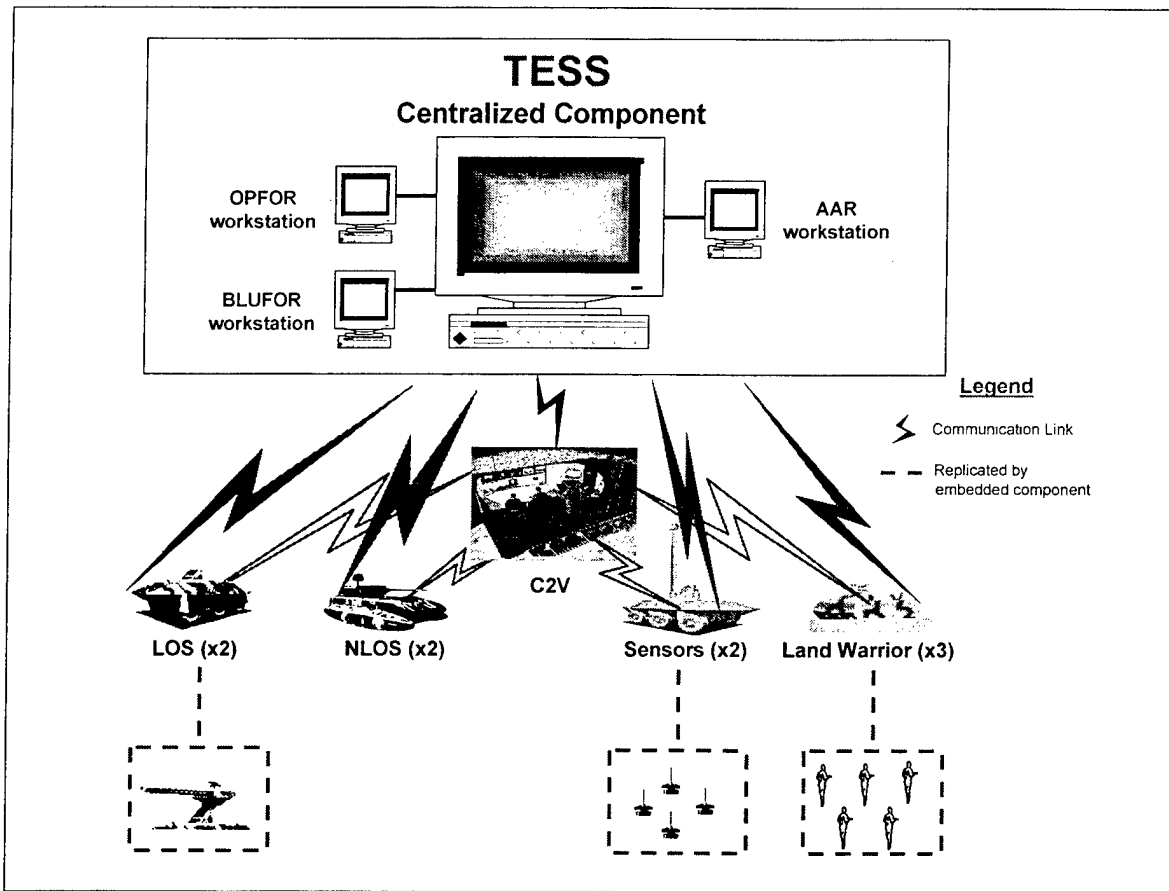 TESS
Centralized Component
OPFOR
workstation
AAR
workstation
BLUFOR
workstation
Legend
Communication Link
Replicated by
embedded component
C2V
LOS (x2)
NLOS (x2)
Sensors (x2)
Land Warrior (x3)